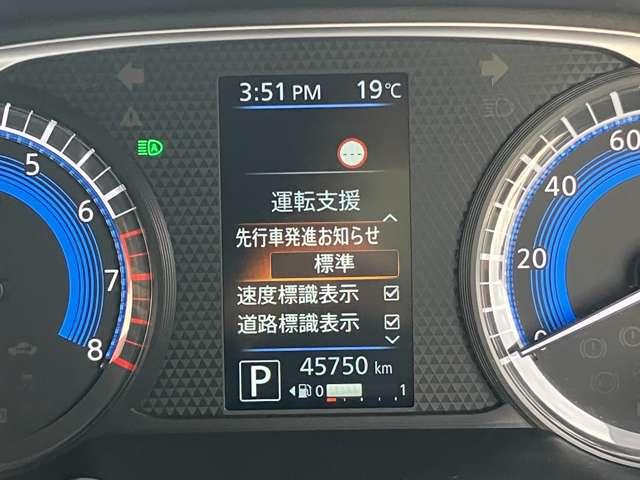 3:51 PM 19℃
---
運転支援
先行車発進お知らせ
標準
速度標識表示
道路標識表示
P 45750 km
0 1
5
6
7
8
A
60
40
20
0